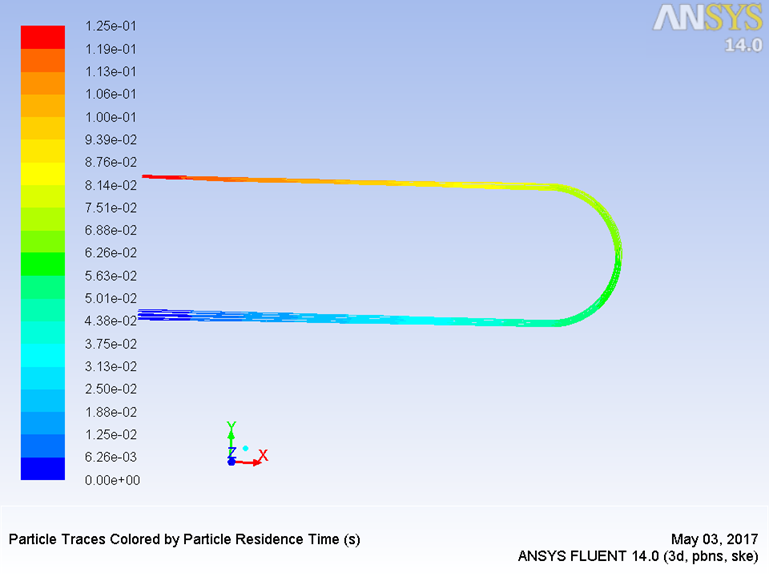 ANSYS
14.0
1.25e-01
1.19e-01
1.13e-01
1.06e-01
1.00e-01
9.39e-02
8.76e-02
8.14e-02
7.51e-02
6.88e-02
6.26e-02
5.63e-02
5.01e-02
4.38e-02
3.75e-02
3.13e-02
2.50e-02
1.88e-02
1.25e-02
6.26e-03
0.00e+00
Y
Z
X
Particle Traces Colored by Particle Residence Time (s)
May 03, 2017
ANSYS FLUENT 14.0 (3d, pbns, ske)